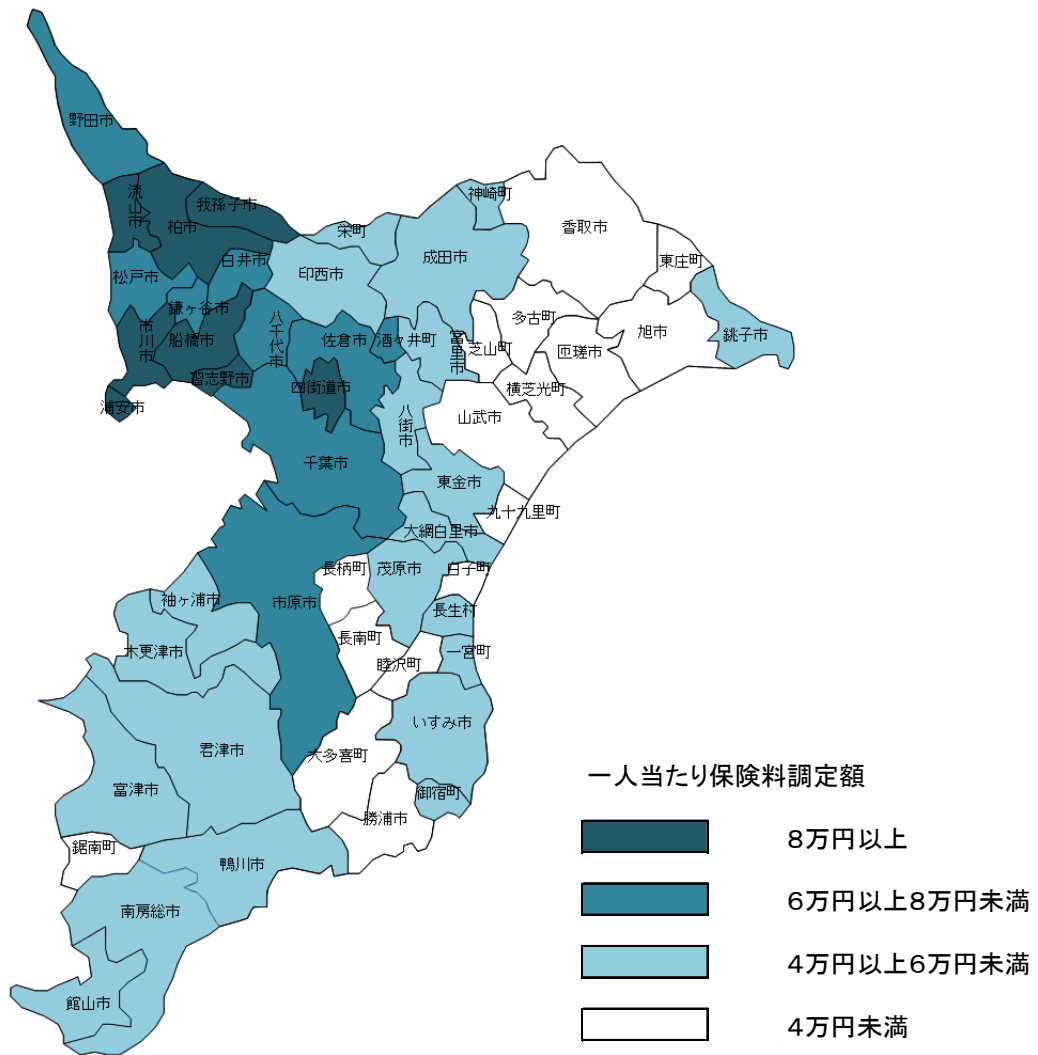 野田市
流山市
我孫子市
柏市
神崎町
栄町
香取市
成田市
東庄町
白井市
印西市
松戸市
鎌ヶ谷市
多古町
旭市
銚子市
市川市
船橋市
八千代市
佐倉市
酒々井町
富里市
芝山町
匝瑳市
習志野市
四街道市
横芝光町
浦安市
八街市
山武市
千葉市
東金市
九十九里町
大網白里市
長柄町
茂原市
白子町
袖ヶ浦市
市原市
長生村
長南町
木更津市
睦沢町
一宮町
いすみ市
君津市
大多喜町
富津市
御宿町
勝浦市
鋸南町
鴨川市
南房総市
館山市
一人当たり保険料調定額
8万円以上
6万円以上8万円未満
4万円以上6万円未満
4万円未満